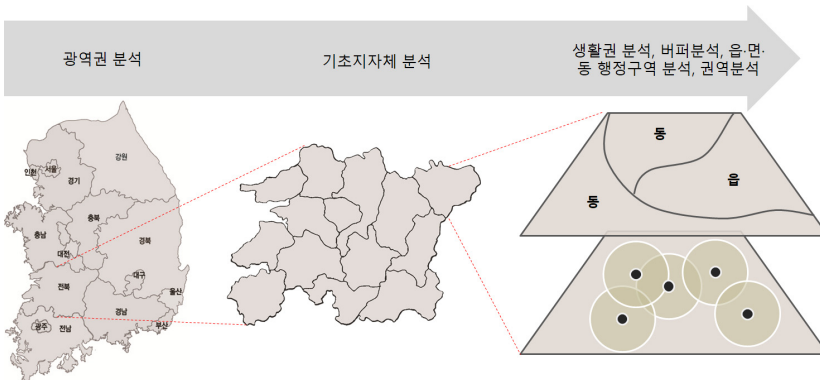 광역권 분석
기초지자체 분석
생활권 분석, 버퍼분석, 읍·면·
동 행정구역 분석, 권역분석
강원
서울
인천
경기
충북
충남
경북
대전
대구
전북
울산
경남
부산
광주
전남
동
읍
동